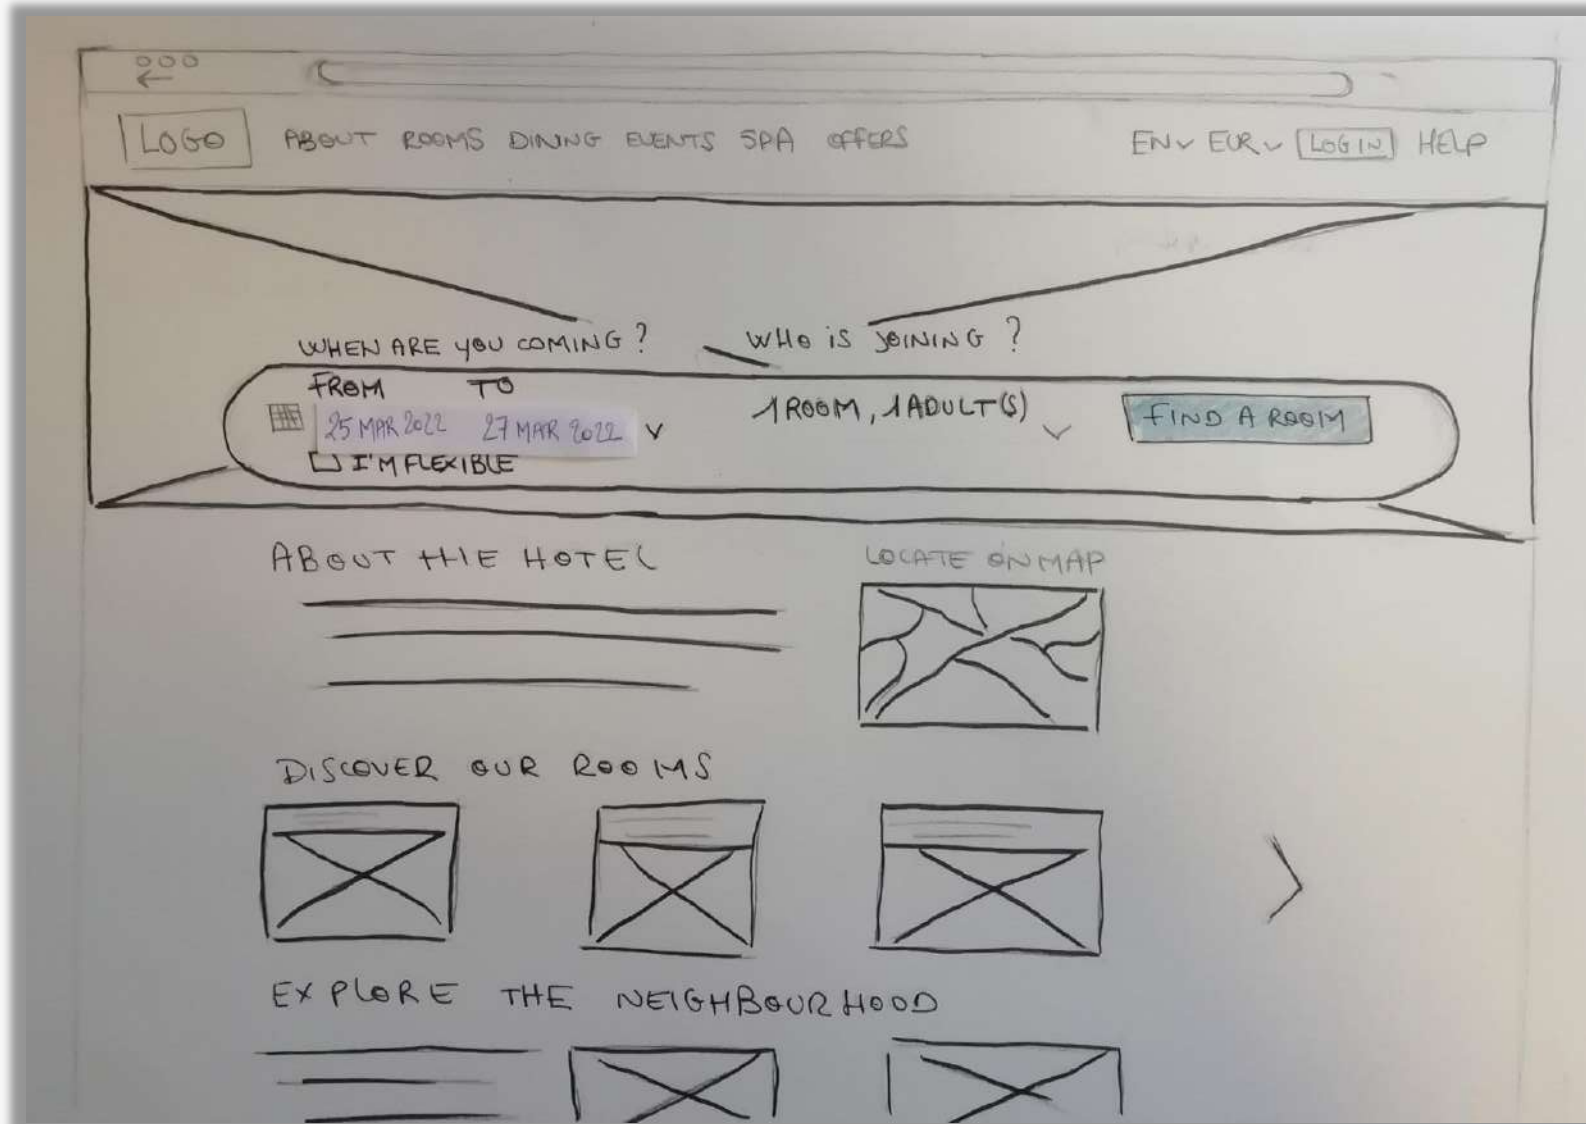 LOGO ABOUT ROOMS DINING EVENTS SPA OFFERS EN EUR LOGIN HELP
WHEN ARE YOU COMING? WHO IS JOINING?
FROM TO
25 MAR 2022 27 MAR 2022 1 ROOM, 1 ADULT(S) FIND A ROOM
I'M FLEXIBLE
ABOUT THE HOTEL LOCATE ON MAP
DISCOVER OUR ROOMS
EXPLORE THE NEIGHBOURHOOD